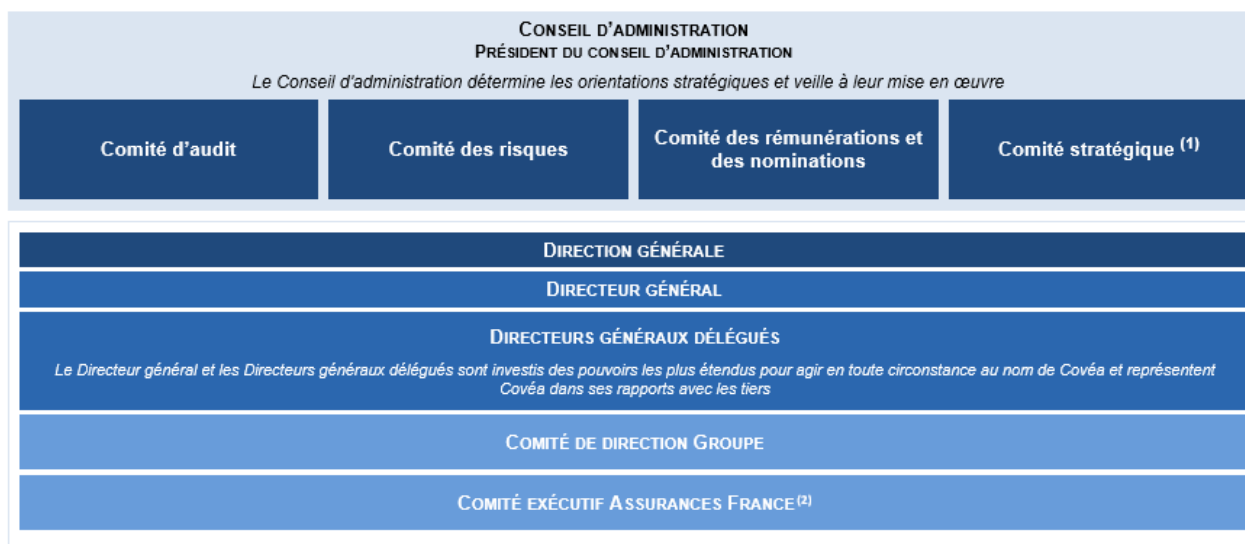 CONSEIL D'ADMINISTRATION
PRÉSIDENT DU CONSEIL D'ADMINISTRATION
Le Conseil d'administration détermine les orientations stratégiques et veille à leur mise en œuvre
Comité d'audit
Comité des risques
Comité des rémunérations et
des nominations
Comité stratégique (1)
DIRECTION GÉNÉRALE
DIRECTEUR GÉNÉRAL
DIRECTEURS GÉNÉRAUX DÉLÉGUÉS
Le Directeur général et les Directeurs généraux délégués sont investis des pouvoirs les plus étendus pour agir en toute circonstance au nom de Covéa et représentent
Covéa dans ses rapports avec les tiers
COMITÉ DE DIRECTION GROUPE
COMITÉ EXÉCUTIF ASSURANCES FRANCE(2)